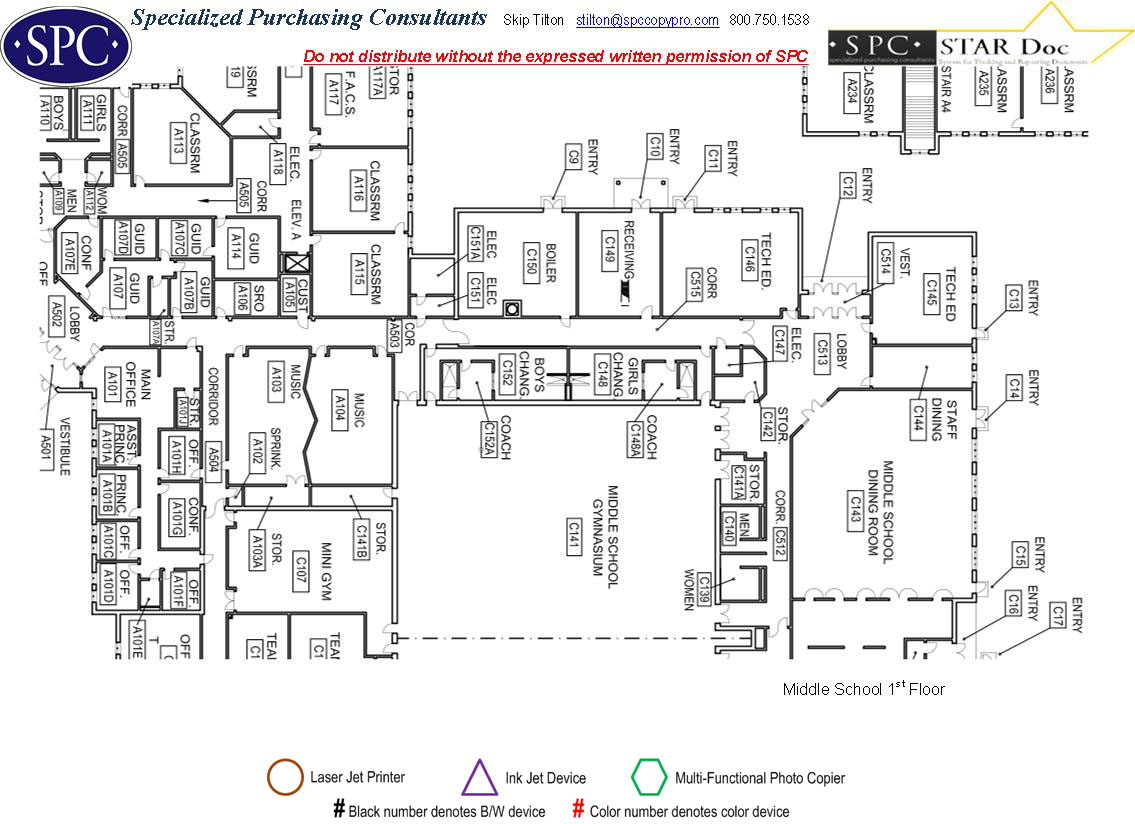 SPC
Specialized Purchasing Consultants Skip Tilton stilton@spccopypro.com 800.750.1538
Do not distribute without the expressed written permission of SPC
SPC
specialized purchasing consultants
STAR Doc
System for Tracking and Reporting Documents
BOYS
A110
GIRLS
A111
CORR
A505
CLASSRM
A113
ASSRM
19
A118
ELEC.
F.A.C.S.
A117
TOR
A117A
CLASSRM
A234
STAIR A4
ASSRM
A235
ASSRM
A236
STOR
MEN
A109
WOM
A112
CORR
A505
ELEV. A
CLASSRM
A116
CLASSRM
A115
ENTRY
C9
ENTRY
C10
ENTRY
C11
ENTRY
C12
CONF
A107E
GUID
A107D
GUID
A107C
GUID
A114
GUID
A107
GUID
A107B
SRO
A106
CUST
A105
ELEC
C151A
ELEC
C151
BOILER
C150
RECEIVING
C149
TECH ED.
C146
CORR
C515
VEST.
C514
TECH ED
C145
ENTRY
C13
OFF
LOBBY
A502
STR.
A107A
COR
A503
ELEC.
C147
LOBBY
C513
MAIN
OFFICE
A101
STR.
A101J
CORRIDOR
A504
MUSIC
A103
MUSIC
A104
BOYS
CHANG.
C152
GIRLS
CHANG.
C148
COACH
C152A
COACH
C148A
STOR.
C142
STAFF
DINING
C144
ENTRY
C14
VESTIBULE
A501
ASST.
PRINC.
A101A
OFF.
A101H
SPRINK.
A102
PRINC.
A101B
CONF.
A101G
STOR.
A103A
STOR.
C141B
MIDDLE SCHOOL
GYMNASIUM
C141
STOR.
C141A
MEN
C140
CORR.
C512
MIDDLE SCHOOL
DINING ROOM
C143
OFF.
A101C
OFF.
A101D
A101F
OFF.
A101E
MINI GYM
C107
C139
WOMEN
ENTRY
C15
ENTRY
C16
ENTRY
C17
OFF
T
C
TEA
C1
TEA
C1
Middle School 1st Floor
Laser Jet Printer
Ink Jet Device
Multi-Functional Photo Copier
# Black number denotes B/W device
# Color number denotes color device